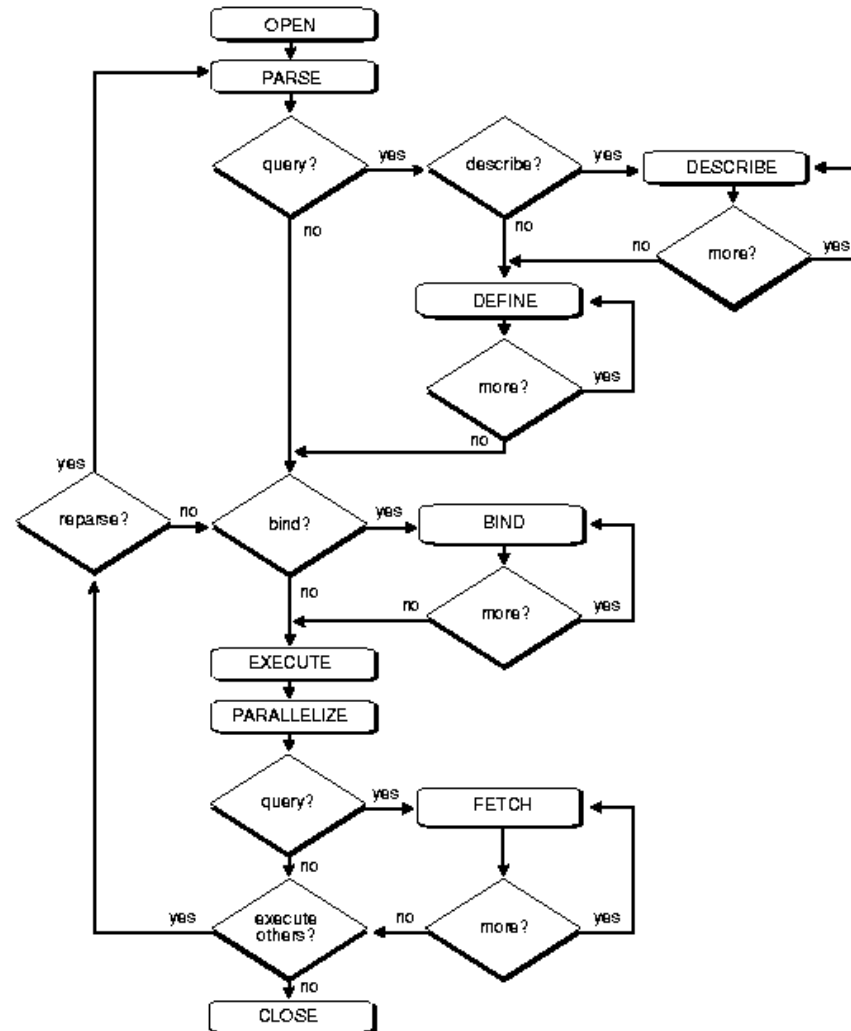 OPEN
PARSE
query?
yes
describe?
yes
DESCRIBE
no
no
no
more?
yes
DEFINE
more?
yes
no
yes
reparse?
no
bind?
yes
BIND
no
no
more?
yes
EXECUTE
PARALLELIZE
query?
yes
FETCH
no
yes
execute
others?
no
more?
yes
no
CLOSE